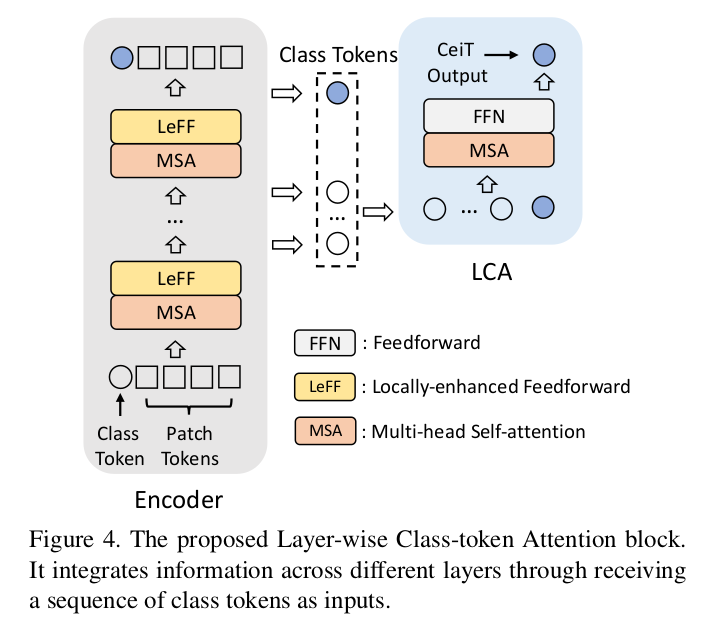 Class Tokens
CeiT
Output
LeFF
MSA
...
LeFF
MSA
Class
Token
Patch
Tokens
Encoder
...
FFN
MSA
...
LCA
FFN : Feedforward
LeFF : Locally-enhanced Feedforward
MSA : Multi-head Self-attention
Figure 4. The proposed Layer-wise Class-token Attention block.
It integrates information across different layers through receiving
a sequence of class tokens as inputs.